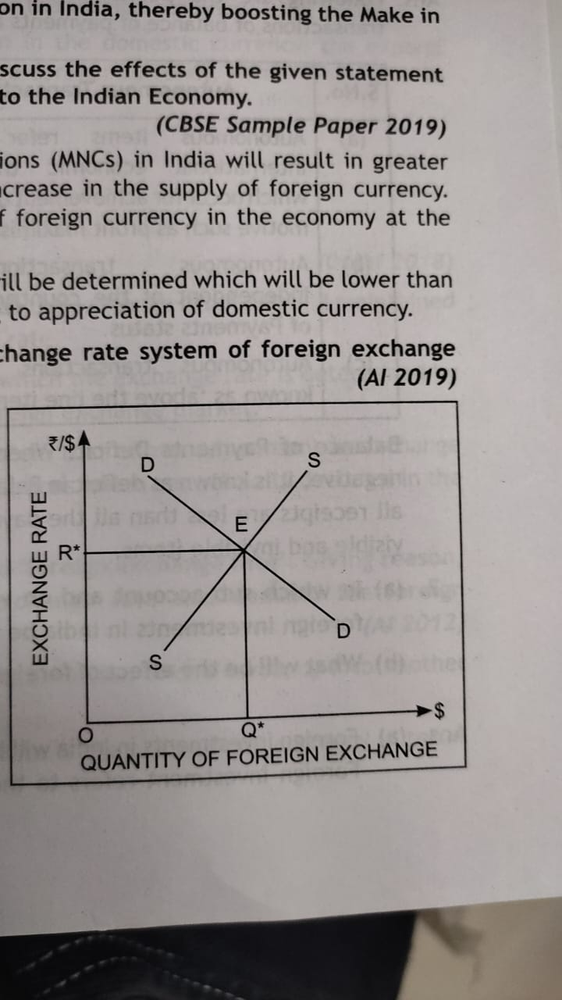 on in India, thereby boosting the Make in
scuss the effects of the given statement
to the Indian Economy.
(CBSE Sample Paper 2019)
ions (MNCs) in India will result in greater
crease in the supply of foreign currency.
f foreign currency in the economy at the
ill be determined which will be lower than
to appreciation of domestic currency.
change rate system of foreign exchange
(AI 2019)
₹/$
D
S
E
EXCHANGE RATE
R*
D
S
$
O
Q*
QUANTITY OF FOREIGN EXCHANGE